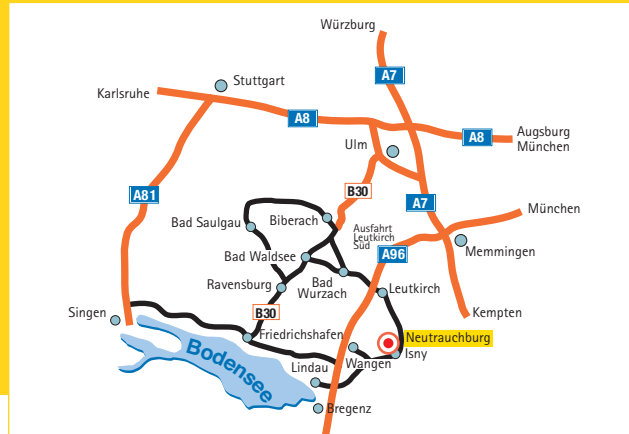 Würzburg
A7
Stuttgart
Karlsruhe
A8
Augsburg
München
A8
Ulm
B30
A81
A7
München
Biberach
Bad Saulgau
Ausfahrt
Leutkirch
Süd
Memmingen
A96
Bad Waldsee
Bad
Wurzach
Ravensburg
Leutkirch
B30
Singen
Kempten
Friedrichshafen
Neutrauchburg
Isny
Wangen
Bodensee
Lindau
Bregenz